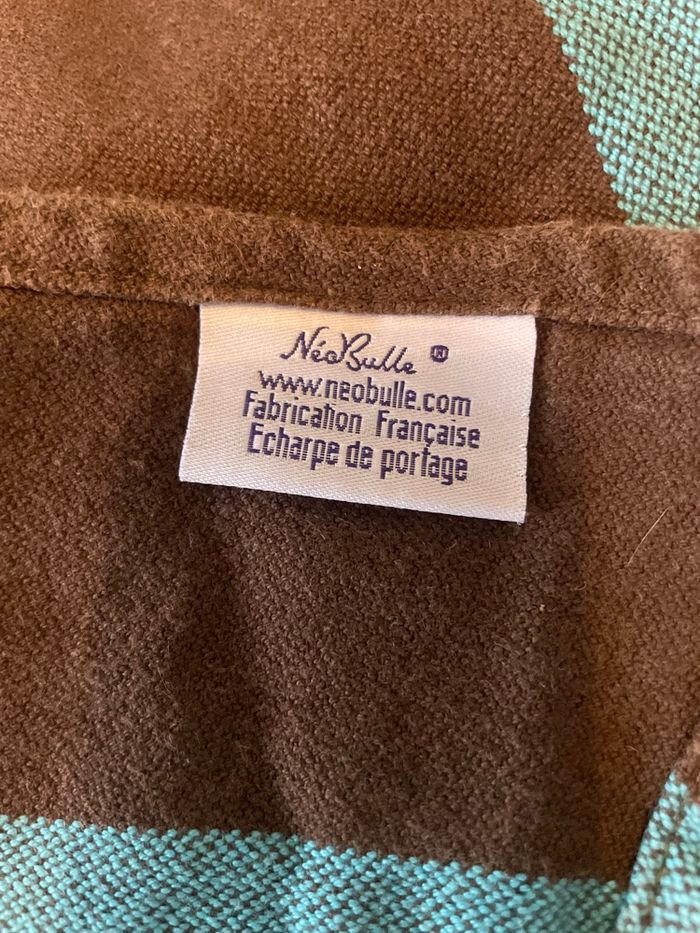 NéoBulle
www.neobulle.com
Fabrication Française
Echarpe de portage